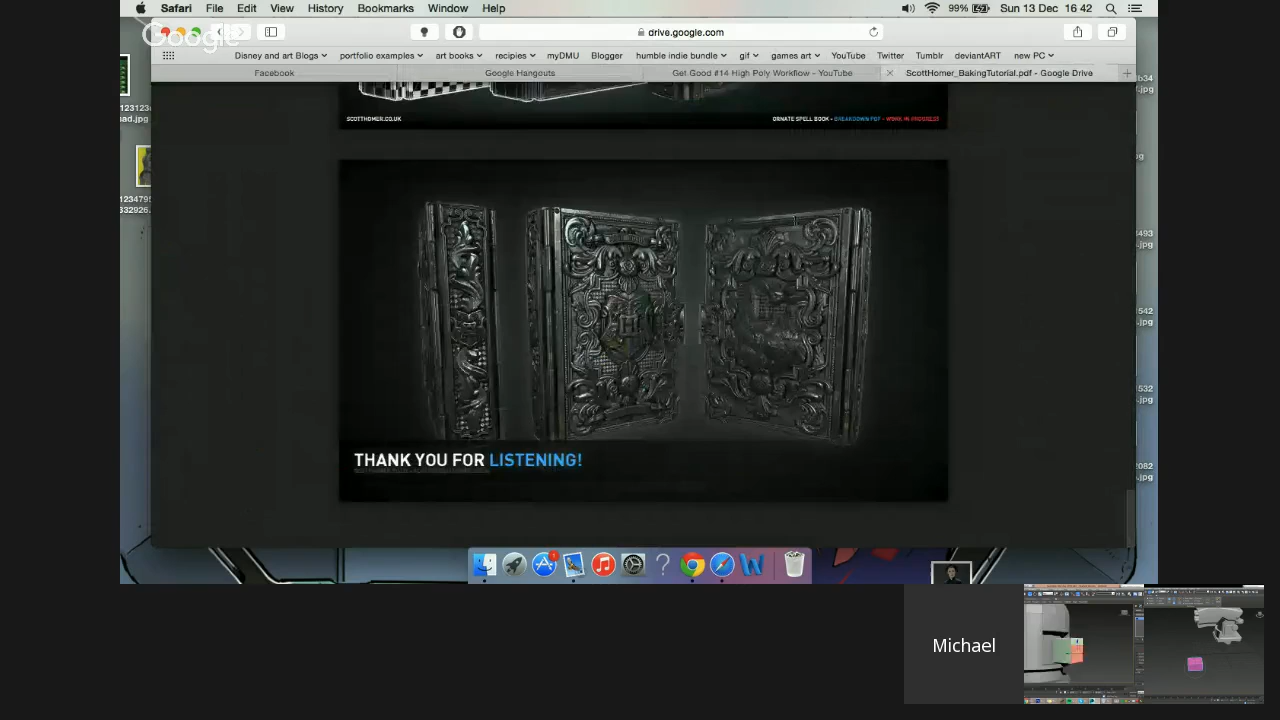 Safari File Edit View History Bookmarks Window Help
99% Sun 13 Dec 16 42
Google
drive.google.com
Disney and art Blogs portfolio examples art books recipies myDMU Blogger humble indie bundle gif games art YouTube Twitter Tumblr deviantART new PC
Facebook Google Hangouts Get Good #14 High Poly Workflow - YouTube ScottHomer_BakingTutorial.pdf - Google Drive
SCOTTHOMER.CO.UK
ORNATE SPELL BOOK - BREAKDOWN PDF - WORK IN PROGRESS
H
THANK YOU FOR LISTENING!
Michael